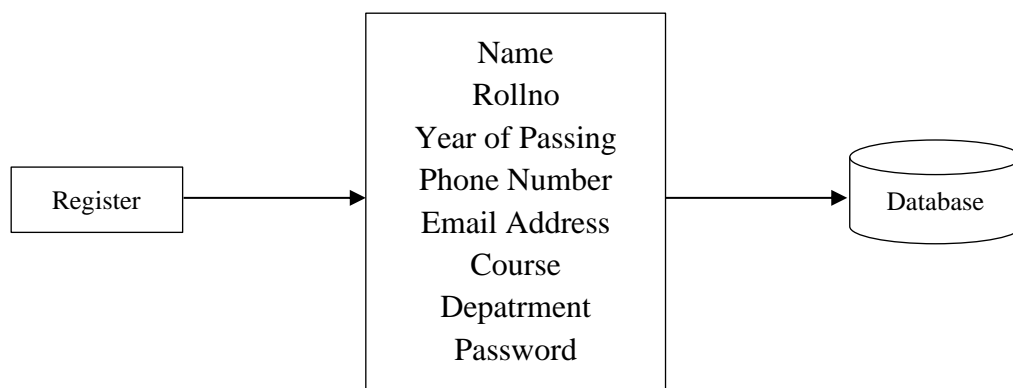 Register
Name
Rollno
Year of Passing
Phone Number
Email Address
Course
Depatrment
Password
Database